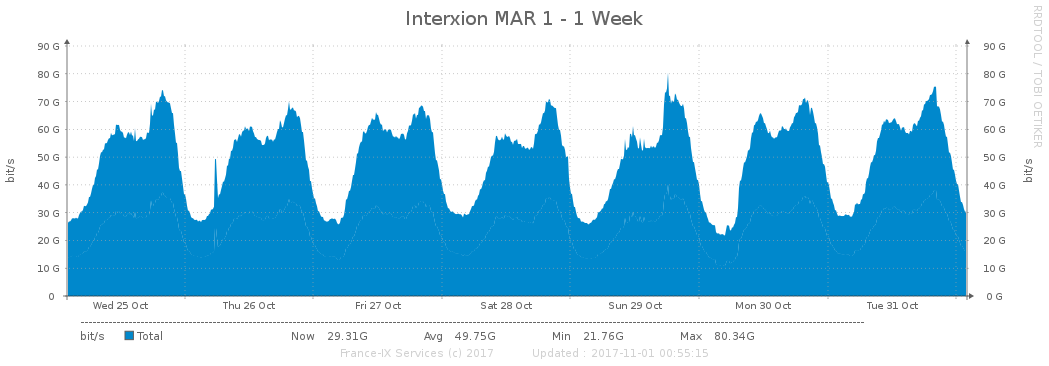 Interxion MAR 1 - 1 Week
RRDTOOL / TOBI OETIKER
90 G 90 G
80 G 80 G
70 G 70 G
60 G 60 G
50 G 50 G
40 G 40 G
30 G 30 G
20 G 20 G
10 G 10 G
0 0 G
bit/s bit/s
Wed 25 Oct Thu 26 Oct Fri 27 Oct Sat 28 Oct Sun 29 Oct Mon 30 Oct Tue 31 Oct
bit/s Total Now 29.31G Avg 49.75G Min 21.76G Max 80.34G
France-IX Services (c) 2017 Updated : 2017-11-01 00:55:15